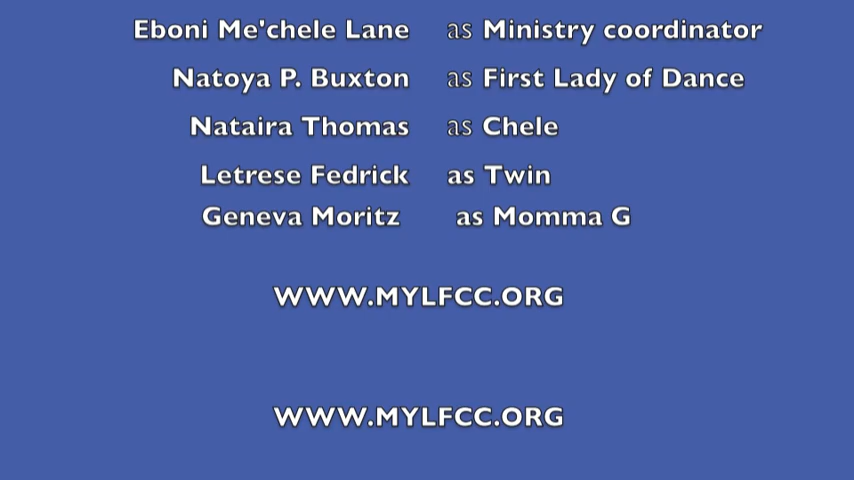 Eboni Me'chele Lane as Ministry coordinator
Natoya P. Buxton as First Lady of Dance
Nataira Thomas as Chele
Letrese Fedrick as Twin
Geneva Moritz as Momma G
WWW.MYLFCC.ORG
WWW.MYLFCC.ORG